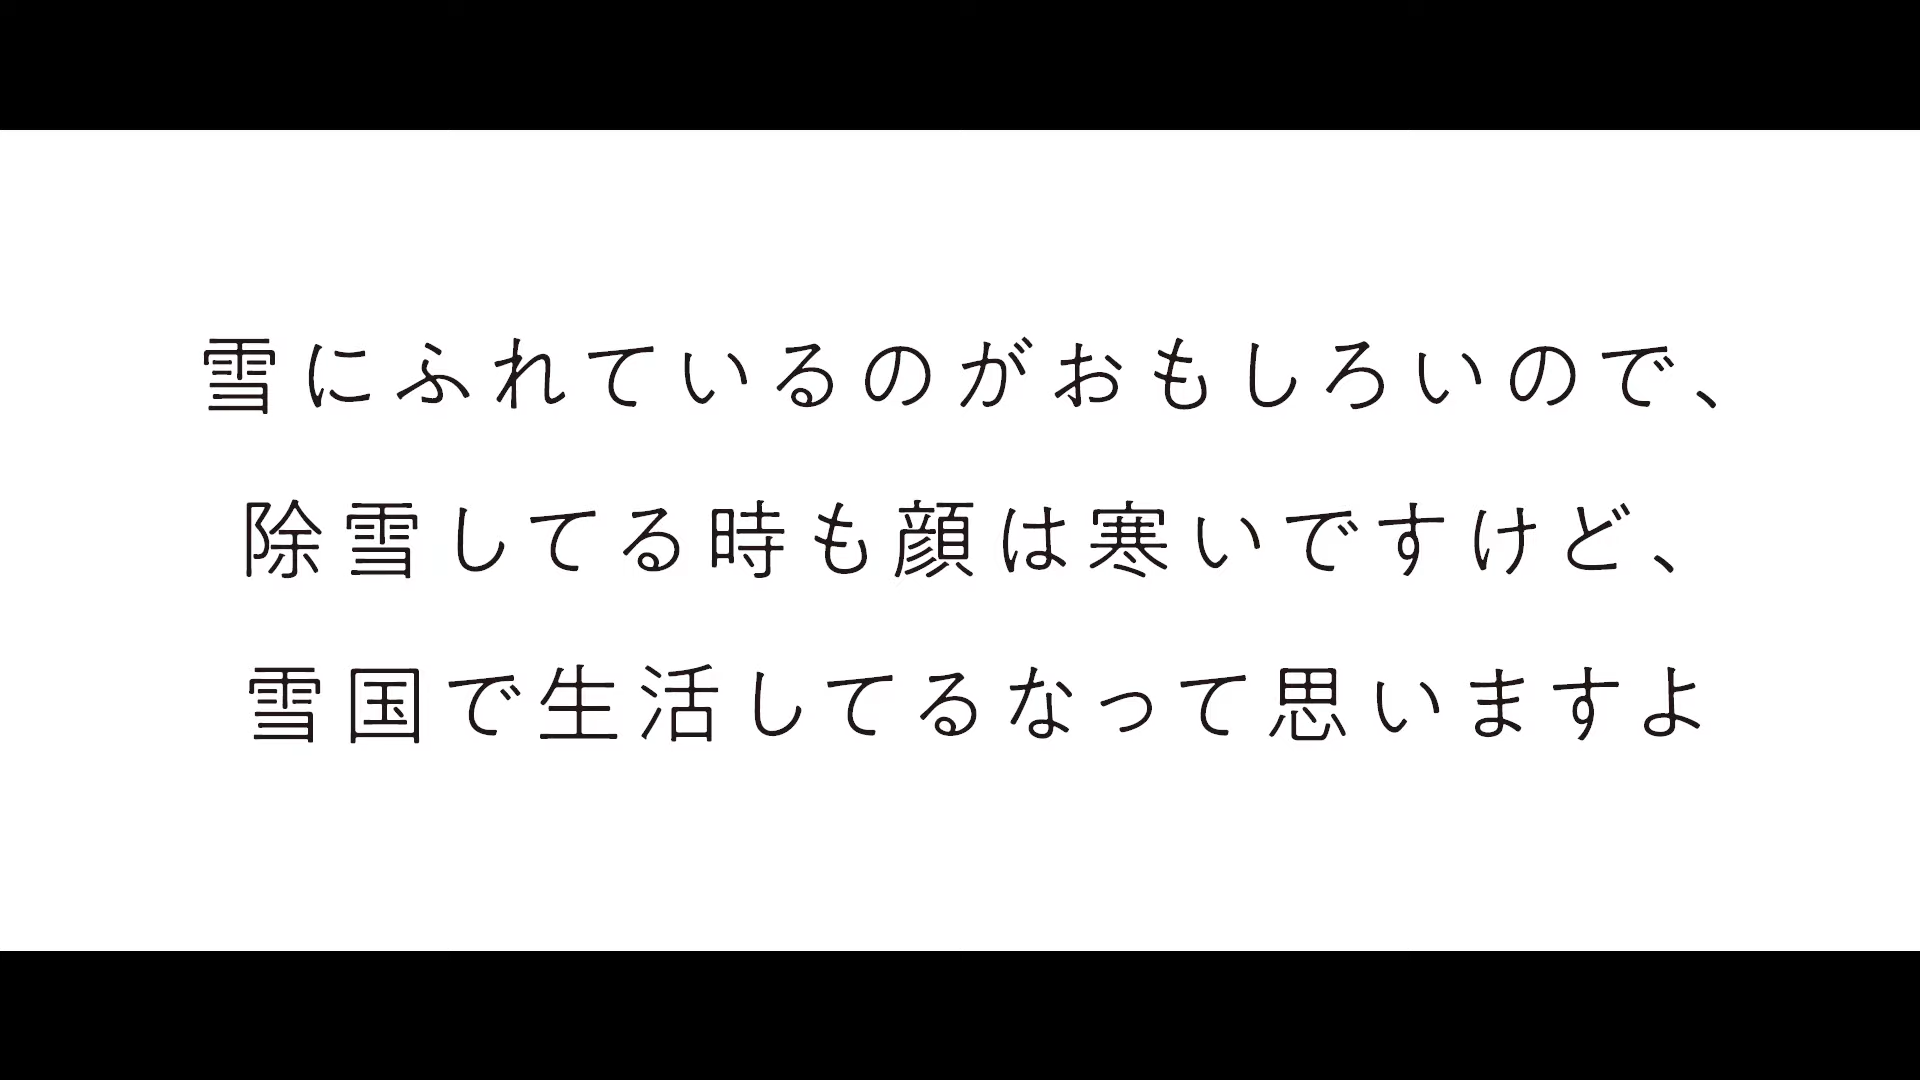 雪にふれているのがおもしろいので、
除雪してる時も顔は寒いですけど、
雪国で生活してるなって思いますよ